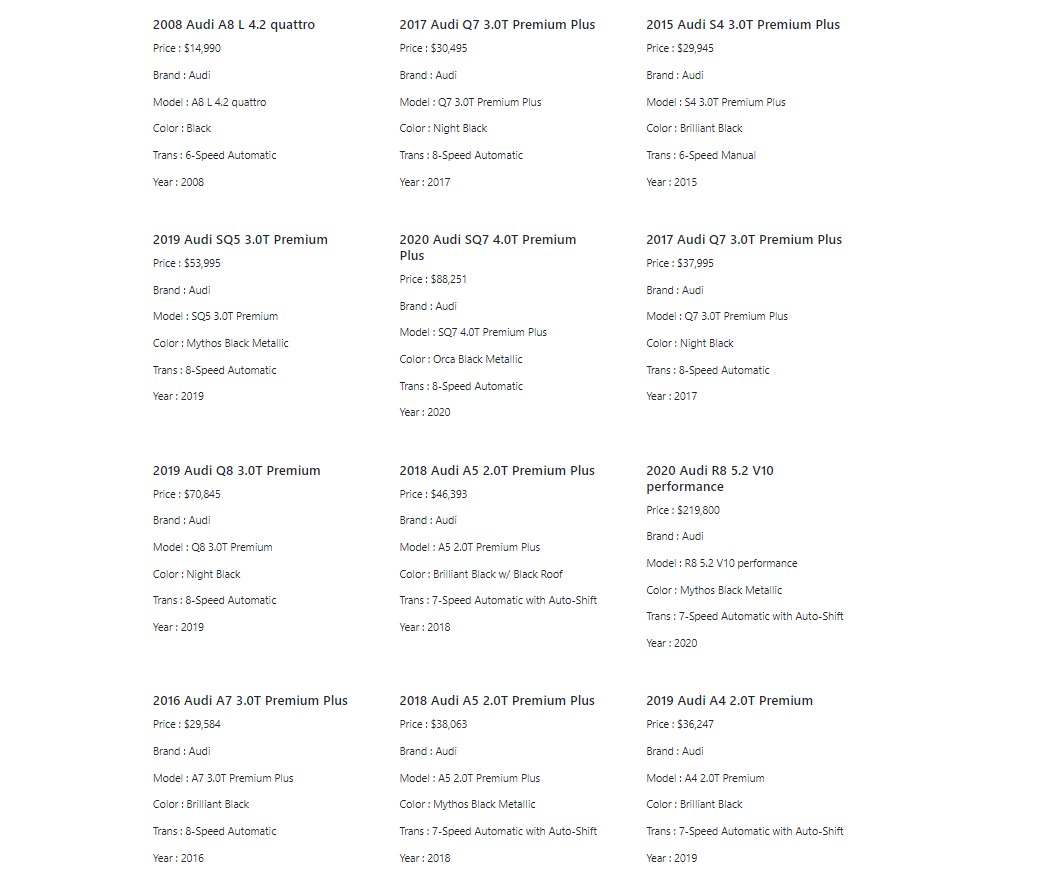 2008 Audi A8 L 4.2 quattro
Price : $14,990
Brand : Audi
Model : A8 L 4.2 quattro
Color : Black
Trans : 6-Speed Automatic
Year : 2008
2017 Audi Q7 3.0T Premium Plus
Price : $30,495
Brand : Audi
Model : Q7 3.0T Premium Plus
Color : Night Black
Trans : 8-Speed Automatic
Year : 2017
2015 Audi S4 3.0T Premium Plus
Price : $29,945
Brand : Audi
Model : S4 3.0T Premium Plus
Color : Brilliant Black
Trans : 6-Speed Manual
Year : 2015
2019 Audi SQ5 3.0T Premium
Price : $53,995
Brand : Audi
Model : SQ5 3.0T Premium
Color : Mythos Black Metallic
Trans : 8-Speed Automatic
Year : 2019
2020 Audi SQ7 4.0T Premium
Plus
Price : $88,251
Brand : Audi
Model : SQ7 4.0T Premium Plus
Color : Orca Black Metallic
Trans : 8-Speed Automatic
Year : 2020
2017 Audi Q7 3.0T Premium Plus
Price : $37,995
Brand : Audi
Model : Q7 3.0T Premium Plus
Color : Night Black
Trans : 8-Speed Automatic
Year : 2017
2019 Audi Q8 3.0T Premium
Price : $70,845
Brand : Audi
Model : Q8 3.0T Premium
Color : Night Black
Trans : 8-Speed Automatic
Year : 2019
2018 Audi A5 2.0T Premium Plus
Price : $46,393
Brand : Audi
Model : A5 2.0T Premium Plus
Color : Brilliant Black w/ Black Roof
Trans : 7-Speed Automatic with Auto-Shift
Year : 2018
2020 Audi R8 5.2 V10
performance
Price : $219,800
Brand : Audi
Model : R8 5.2 V10 performance
Color : Mythos Black Metallic
Trans : 7-Speed Automatic with Auto-Shift
Year : 2020
2016 Audi A7 3.0T Premium Plus
Price : $29,584
Brand : Audi
Model : A7 3.0T Premium Plus
Color : Brilliant Black
Trans : 8-Speed Automatic
Year : 2016
2018 Audi A5 2.0T Premium Plus
Price : $38,063
Brand : Audi
Model : A5 2.0T Premium Plus
Color : Mythos Black Metallic
Trans : 7-Speed Automatic with Auto-Shift
Year : 2018
2019 Audi A4 2.0T Premium
Price : $36,247
Brand : Audi
Model : A4 2.0T Premium
Color : Brilliant Black
Trans : 7-Speed Automatic with Auto-Shift
Year : 2019